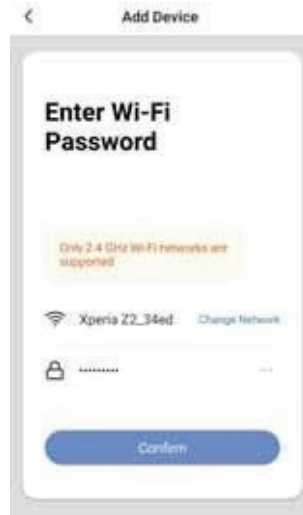 Add Device
Enter Wi-Fi
Password
Only 2.4 GHz Wi-Fi networks are
supported
Xperia Z2_34ed Change Network
Confirm